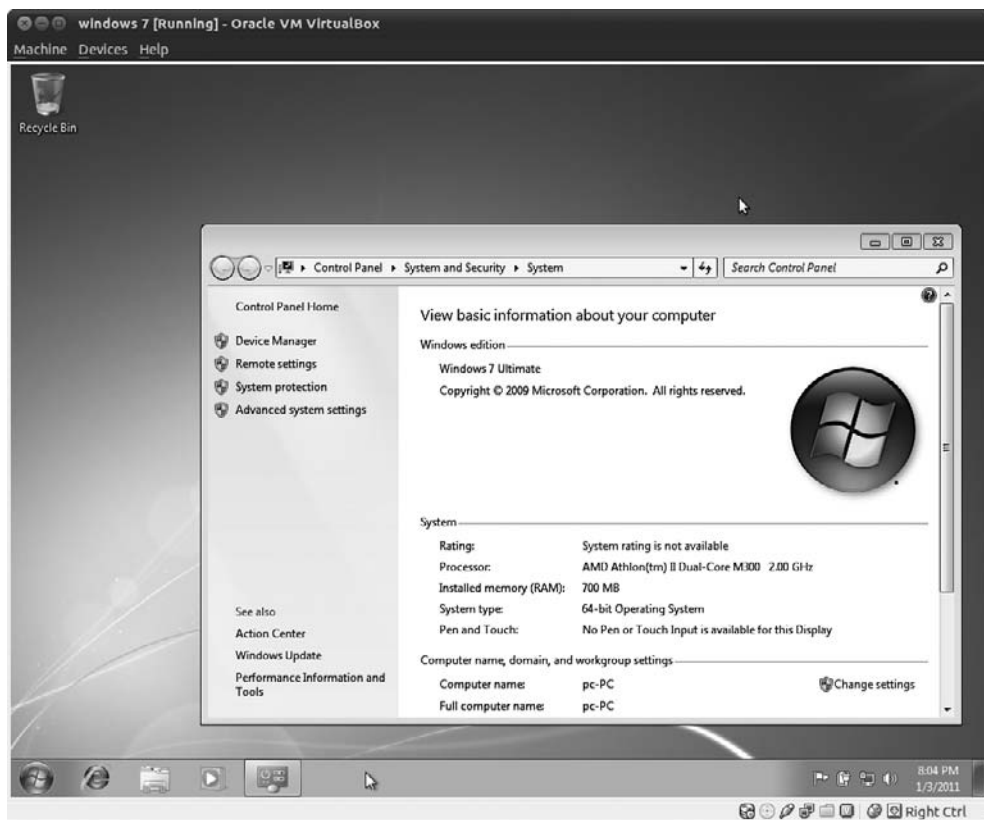 windows 7 [Running] - Oracle VM VirtualBox
Machine Devices Help
Recycle Bin
Control Panel System and Security System
Search Control Panel
Control Panel Home
Device Manager
Remote settings
System protection
Advanced system settings
See also
Action Center
Windows Update
Performance Information and
Tools
View basic information about your computer
Windows edition
Windows 7 Ultimate
Copyright © 2009 Microsoft Corporation. All rights reserved.
System
Rating: System rating is not available
Processor: AMD Athlon(tm) II Dual-Core M300 2.00 GHz
Installed memory (RAM): 700 MB
System type: 64-bit Operating System
Pen and Touch: No Pen or Touch Input is available for this Display
Computer name, domain, and workgroup settings
Computer name: pc-PC
Change settings
Full computer name: pc-PC
8:04 PM
1/3/2011
Right Ctrl